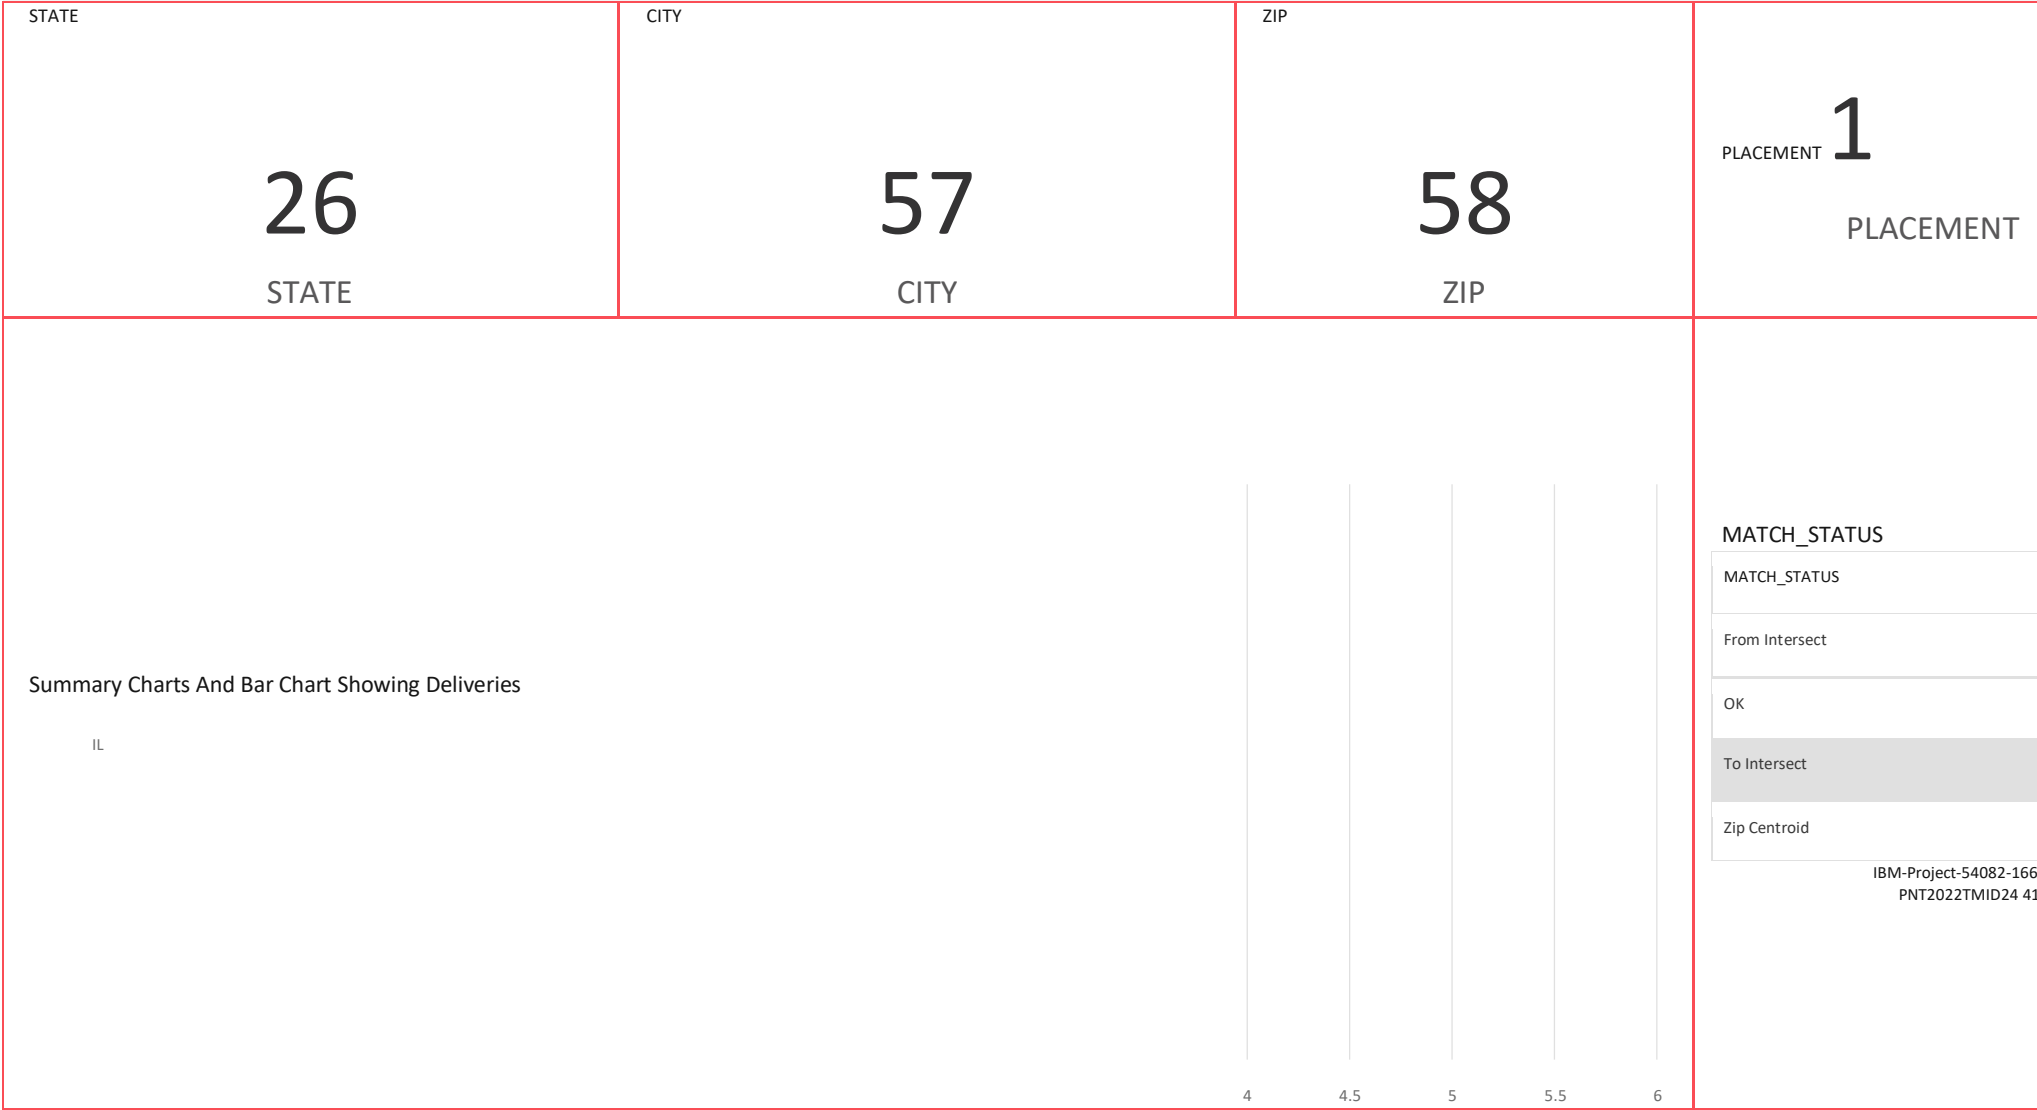 STATE
26
STATE
CITY
57
CITY
ZIP
58
ZIP
PLACEMENT 1
PLACEMENT
Summary Charts And Bar Chart Showing Deliveries
IL
4 4.5 5 5.5 6
MATCH_STATUS
MATCH_STATUS
From Intersect
OK
To Intersect
Zip Centroid
IBM-Project-54082-166
PNT2022TMID24 41